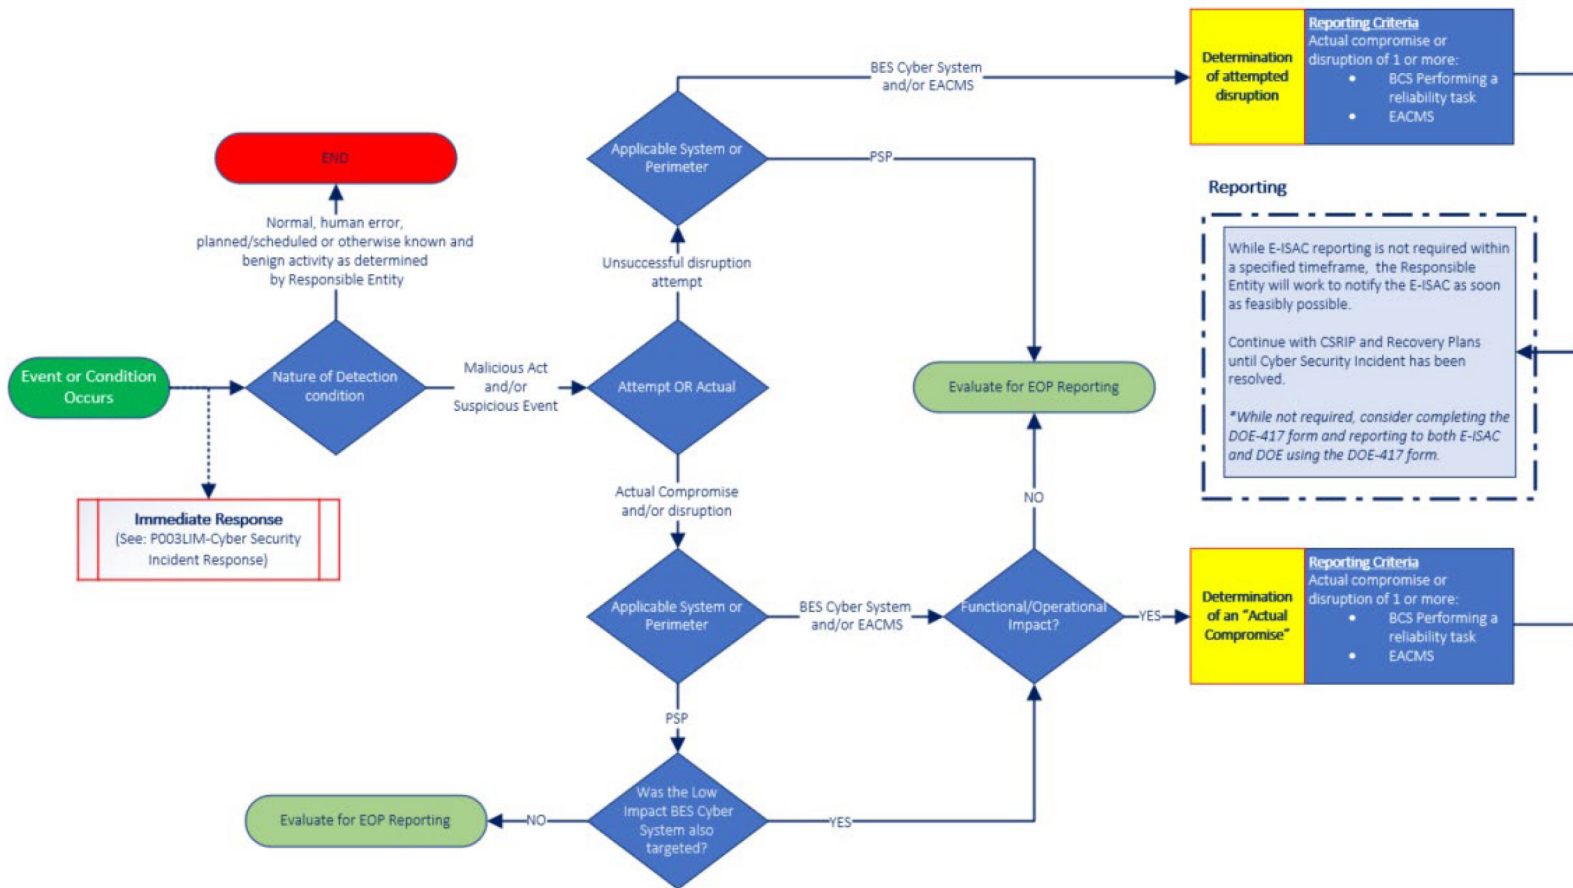 BES Cyber System
and/or EACMS
Determination
of attempted
disruption
Reporting Criteria
Actual compromise or
disruption of 1 or more:
• BCS Performing a
reliability task
• EACMS
END
Applicable System or
Perimeter
PSP
Reporting
Normal, human error,
planned/scheduled or otherwise known and
benign activity as determined
by Responsible Entity
Unsuccessful disruption
attempt
While E-ISAC reporting is not required within
a specified timeframe, the Responsible
Entity will work to notify the E-ISAC as soon
as feasibly possible.
Continue with CSRIP and Recovery Plans
until Cyber Security Incident has been
resolved.
*While not required, consider completing the
DOE-417 form and reporting to both E-ISAC
and DOE using the DOE-417 form.
Event or Condition
Occurs
Nature of Detection
condition
Malicious Act
and/or
Suspicious Event
Attempt OR Actual
Evaluate for EOP Reporting
Actual Compromise
and/or disruption
NO
Immediate Response
(See: P003LIM-Cyber Security
Incident Response)
Applicable System or
Perimeter
BES Cyber System
and/or EACMS
Functional/Operational
Impact?
YES
Determination
of an "Actual
Compromise"
Reporting Criteria
Actual compromise or
disruption of 1 or more:
• BCS Performing a
reliability task
• EACMS
PSP
Evaluate for EOP Reporting
NO
Was the Low
Impact BES Cyber
System also
targeted?
YES